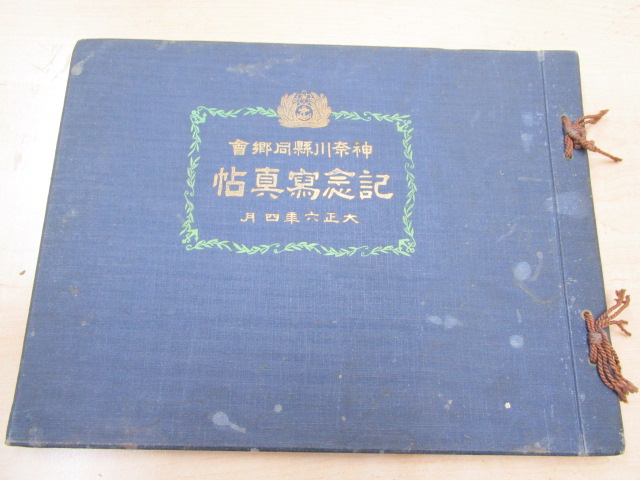 神奈川縣同郷會
記念寫真帖
大正六年四月